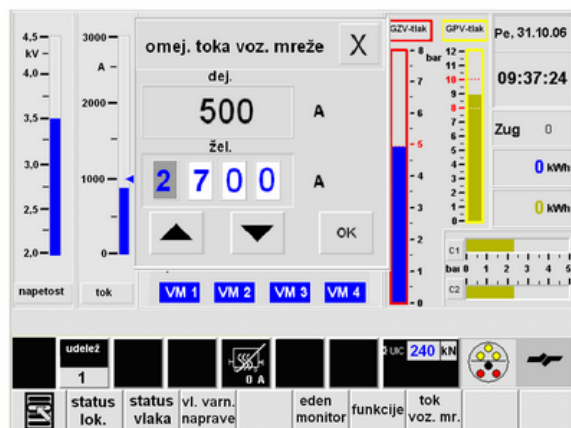 4,5
kV
4,0
3,5
3,0
2,5
2,0
napetost
3000
A
2000
1000
0
tok
omej. toka voz. mreže X
dej.
500 A
žel.
2700 A
OK
VM 1 VM 2 VM 3 VM 4
GZV-tlak
8 bar
7
6
5
4
3
2
1
0
GPV-tlak
12
11
10
9
8
7
6
5
4
3
2
1
0
Pe, 31.10.06
09:37:24
Zug 0
0 kWh
0 kWh
C1
bar 0 1 2 3 4 5
C2
udelež
1
0 A
UIC 240 kN
status lok.
status vlaka
vl. varn. naprave
eden monitor
funkcije
tok voz. mr.